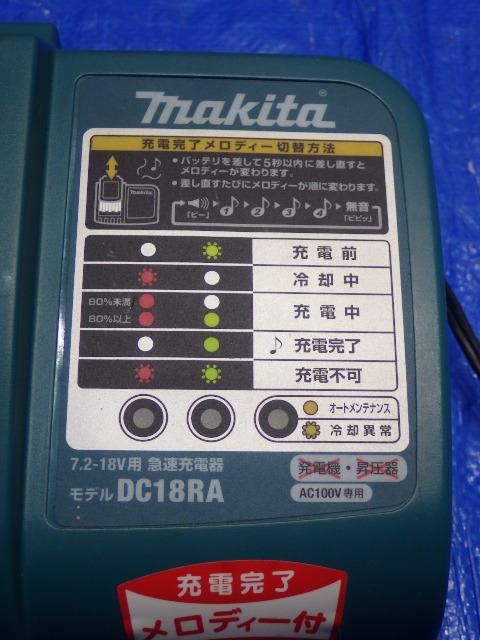 makita®
充電完了メロディー切替方法
●バッテリを差して5秒以内に差し直すと
メロディーが変わります。
●差し直すたびにメロディーが順に変わります。
makita
1 2 3 4 無音
「ピー」 「ピピッ」
充電前
冷却中
80%未満
80%以上
充電中
♪充電完了
充電不可
オートメンテナンス
冷却異常
7.2-18V用 急速充電器
モデル DC18RA
発電機・昇圧器
AC100V専用
充電完了
メロディー付